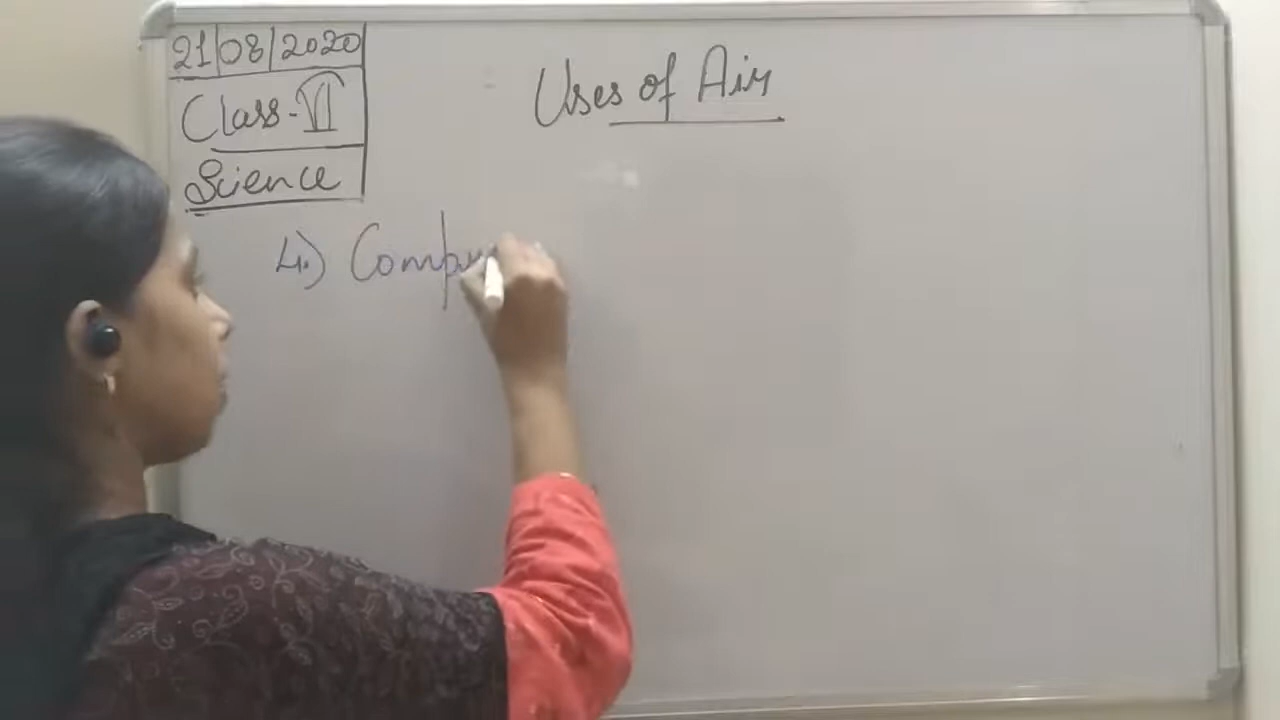 21/08/2020
Class-VI
Science
Uses of Air
4.) Comp